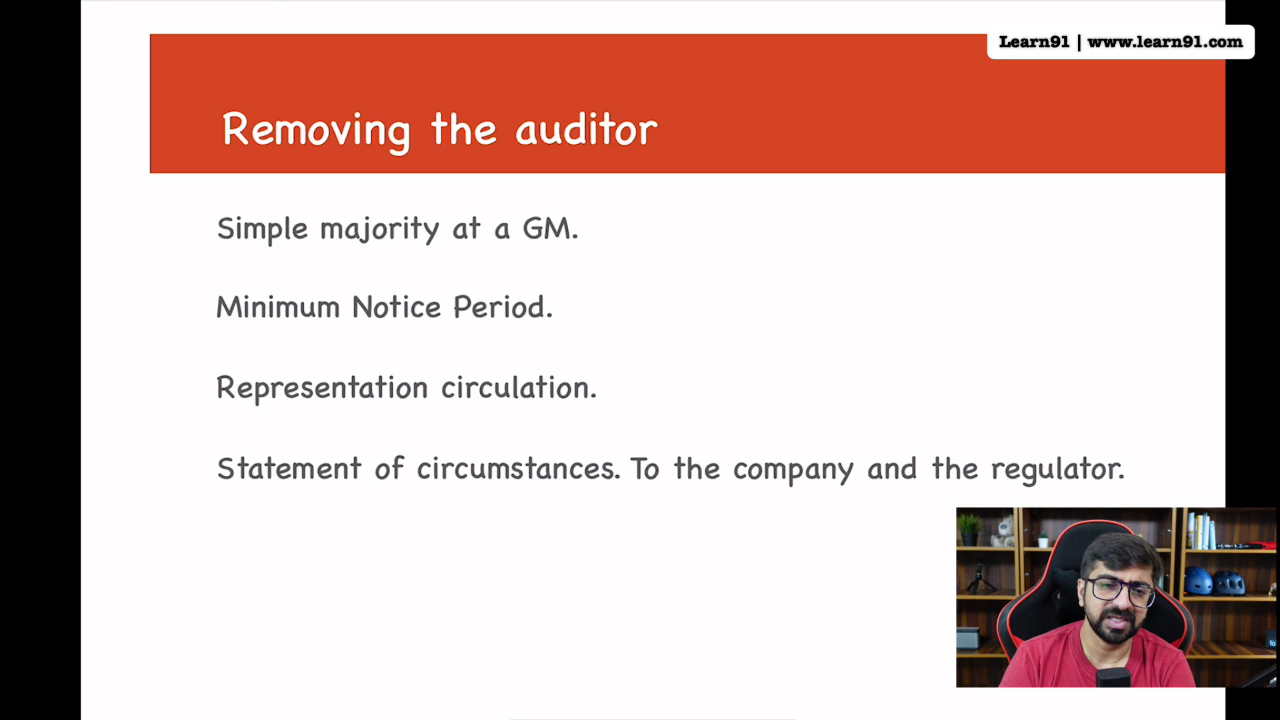 Learn91 | www.learn91.com
Removing the auditor
Simple majority at a GM.
Minimum Notice Period.
Representation circulation.
Statement of circumstances. To the company and the regulator.